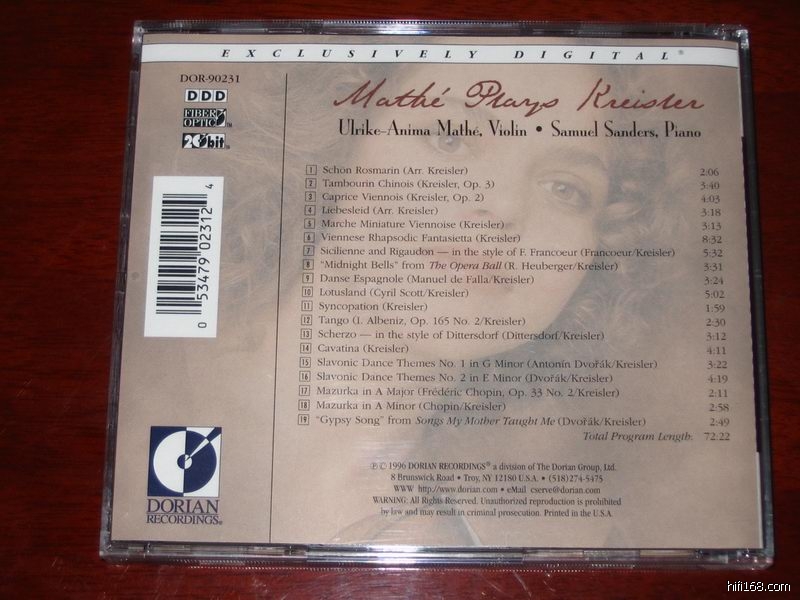 EXCLUSIVELY DIGITAL®
DOR-90231
DDD
FIBER OPTIC™
20bit™
Mathé Plays Kreisler
Ulrike-Anima Mathé, Violin • Samuel Sanders, Piano
1 Schön Rosmarin (Arr. Kreisler) 2:06
2 Tambourin Chinois (Kreisler, Op. 3) 3:40
3 Caprice Viennois (Kreisler, Op. 2) 4:03
4 Liebesleid (Arr. Kreisler) 3:18
5 Marche Miniature Viennoise (Kreisler) 3:13
6 Viennese Rhapsodic Fantasietta (Kreisler) 8:32
7 Sicilienne and Rigaudon — in the style of F. Francoeur (Francoeur/Kreisler) 5:32
8 "Midnight Bells" from The Opera Ball (R. Heuberger/Kreisler) 3:31
9 Danse Espagnole (Manuel de Falla/Kreisler) 3:24
10 Lotusland (Cyril Scott/Kreisler) 5:02
11 Syncopation (Kreisler) 1:59
12 Tango (I. Albeniz, Op. 165 No. 2/Kreisler) 2:30
13 Scherzo — in the style of Dittersdorf (Dittersdorf/Kreisler) 3:12
14 Cavatina (Kreisler) 4:11
15 Slavonic Dance Themes No. 1 in G Minor (Antonín Dvořák/Kreisler) 3:22
16 Slavonic Dance Themes No. 2 in E Minor (Dvořák/Kreisler) 4:19
17 Mazurka in A Major (Frédéric Chopin, Op. 33 No. 2/Kreisler) 2:11
18 Mazurka in A Minor (Chopin/Kreisler) 2:58
19 "Gypsy Song" from Songs My Mother Taught Me (Dvořák/Kreisler) 2:49
Total Program Length: 72:22
0 53479 02312 4
DORIAN
RECORDINGS®
℗ © 1996 DORIAN RECORDINGS® a division of The Dorian Group, Ltd.
8 Brunswick Road • Troy, NY 12180 U.S.A. • (518)274-5475
WWW http://www.dorian.com • eMail cserve@dorian.com
WARNING: All Rights Reserved. Unauthorized reproduction is prohibited
by law and may result in criminal prosecution. Printed in the U.S.A.
hifi168.com